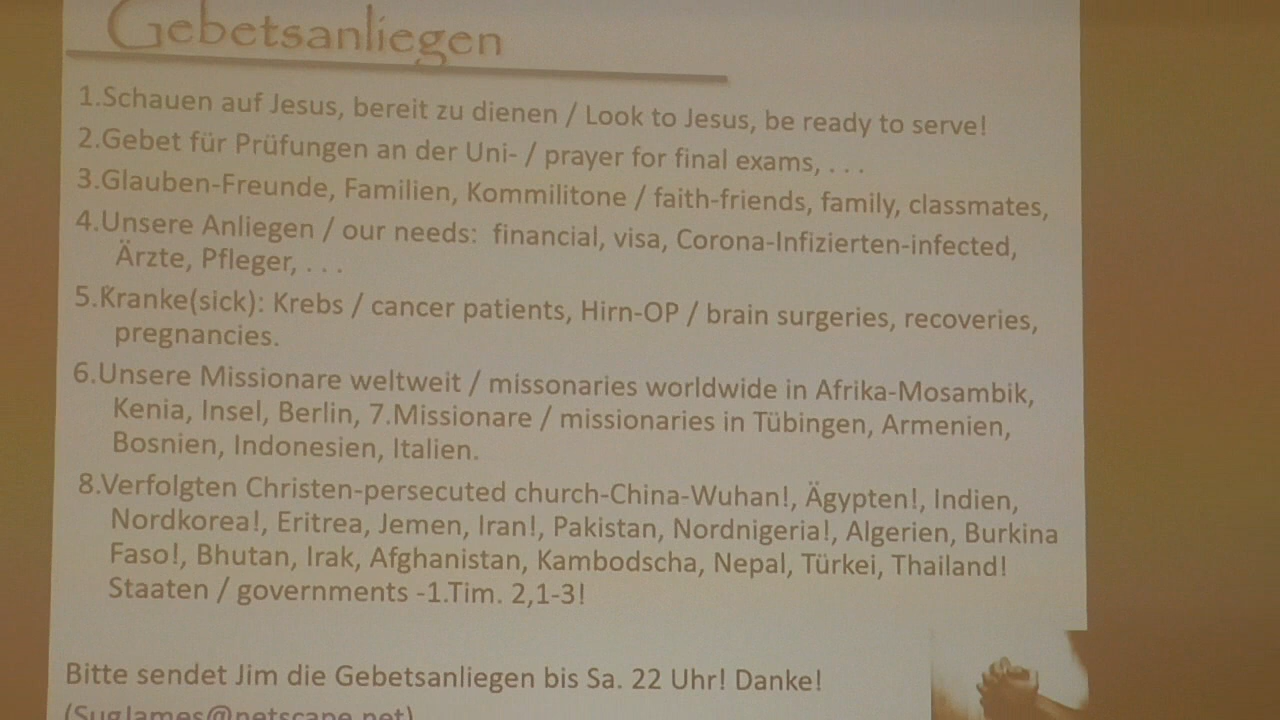 Gebetsanliegen
1.Schauen auf Jesus, bereit zu dienen / Look to Jesus, be ready to serve!
2.Gebet für Prüfungen an der Uni- / prayer for final exams, . . .
3.Glauben-Freunde, Familien, Kommilitone / faith-friends, family, classmates,
4.Unsere Anliegen / our needs:  financial, visa, Corona-Infizierten-infected,
Ärzte, Pfleger, . . .
5.Kranke(sick): Krebs / cancer patients, Hirn-OP / brain surgeries, recoveries,
pregnancies.
6.Unsere Missionare weltweit / missonaries worldwide in Afrika-Mosambik,
Kenia, Insel, Berlin, 7.Missionare / missionaries in Tübingen, Armenien,
Bosnien, Indonesien, Italien.
8.Verfolgten Christen-persecuted church-China-Wuhan!, Ägypten!, Indien,
Nordkorea!, Eritrea, Jemen, Iran!, Pakistan, Nordnigeria!, Algerien, Burkina
Faso!, Bhutan, Irak, Afghanistan, Kambodscha, Nepal, Türkei, Thailand!
Staaten / governments -1.Tim. 2,1-3!
Bitte sendet Jim die Gebetsanliegen bis Sa. 22 Uhr! Danke!
(SugJames@netscape.net)